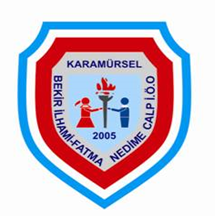 KARAMÜRSEL
BEKİR İLHAMİ-FATMA NEDİME CALP İ.Ö.O
2005